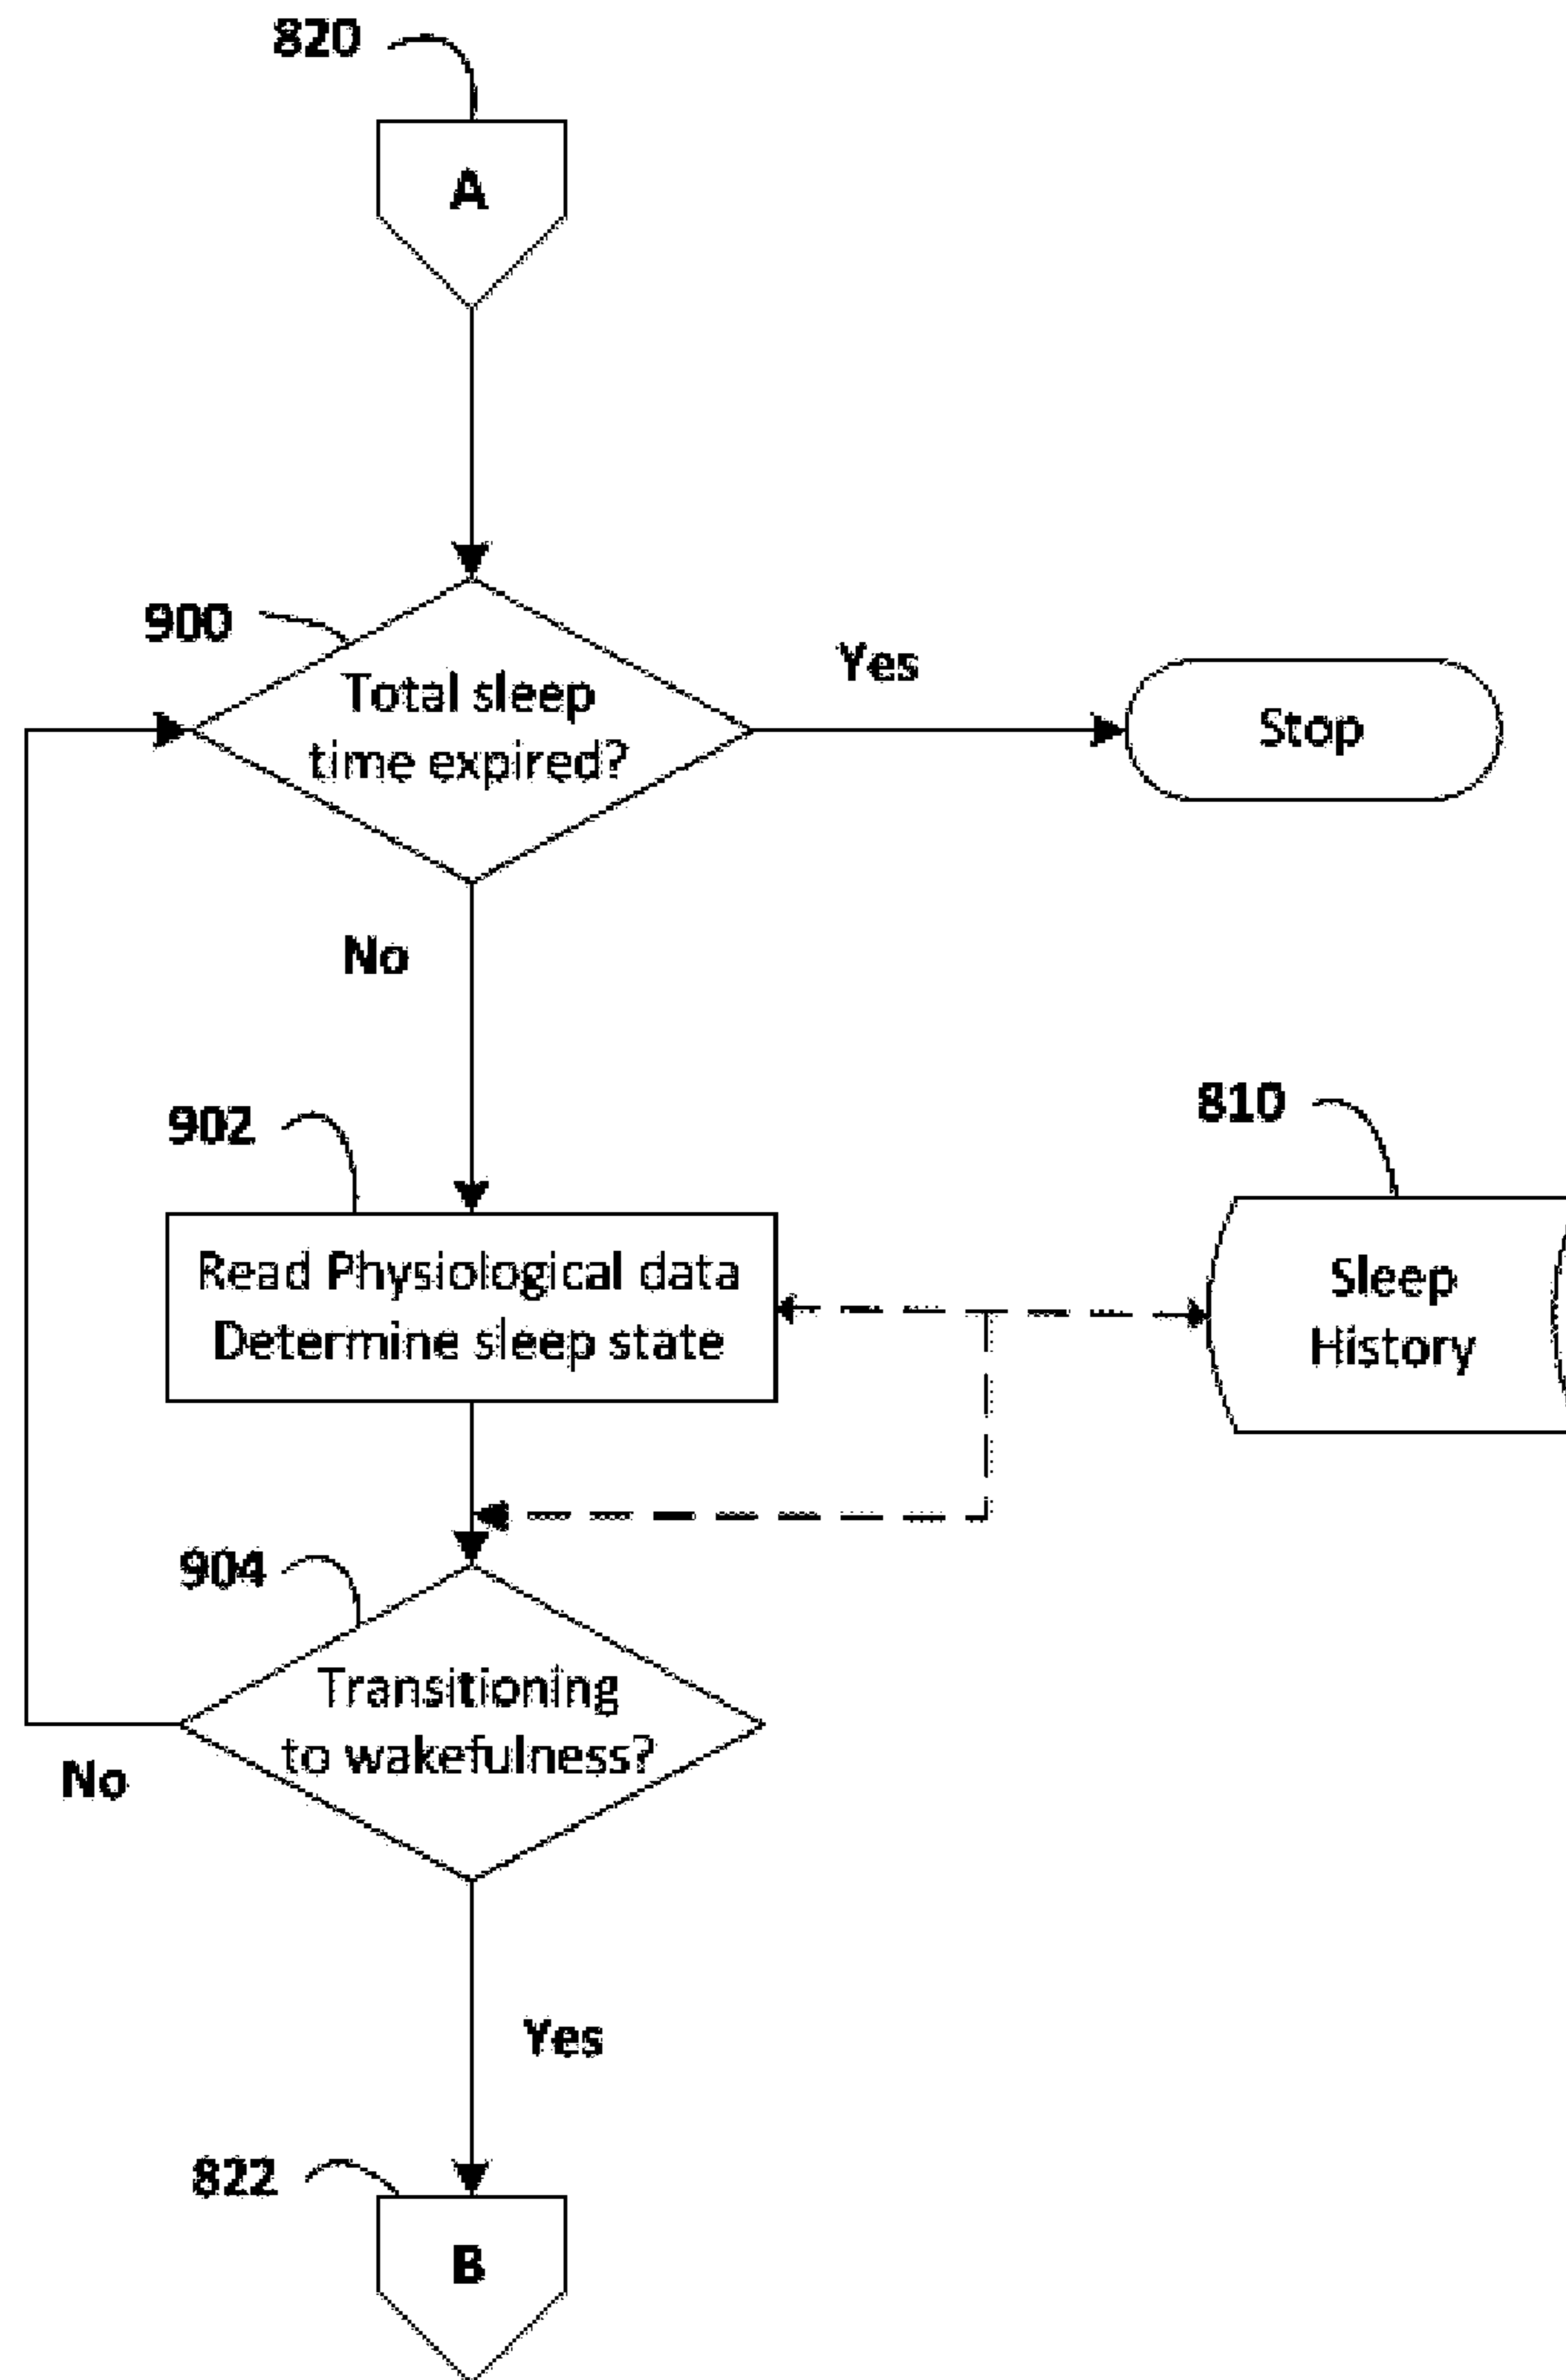 820
A
900
Total sleep
time expired?
Yes
Stop
No
902
810
Read Physiological data
Determine sleep state
Sleep
History
904
Transitioning
to wakefulness?
No
Yes
822
B